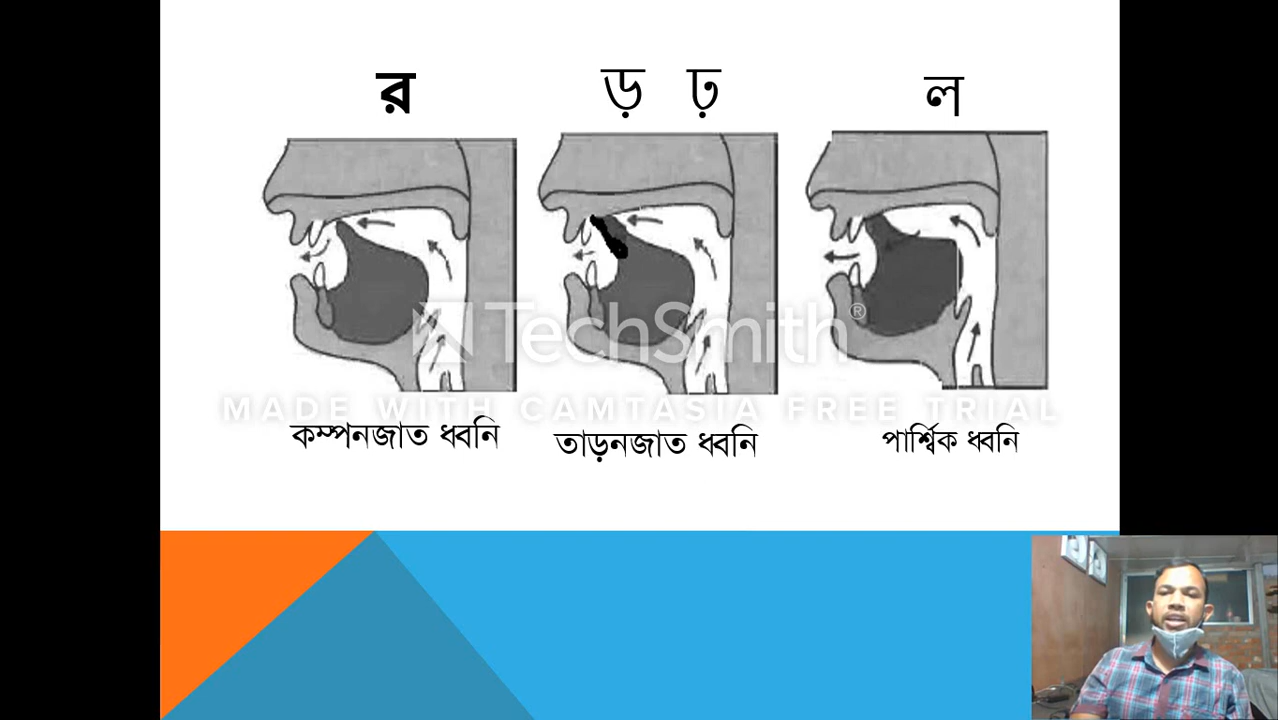 র
ড় ঢ়
ল
TechSmith®
MADE WITH CAMTASIA FREE TRIAL
কম্পনজাত ধ্বনি
তাড়নজাত ধ্বনি
পার্শ্বিক ধ্বনি